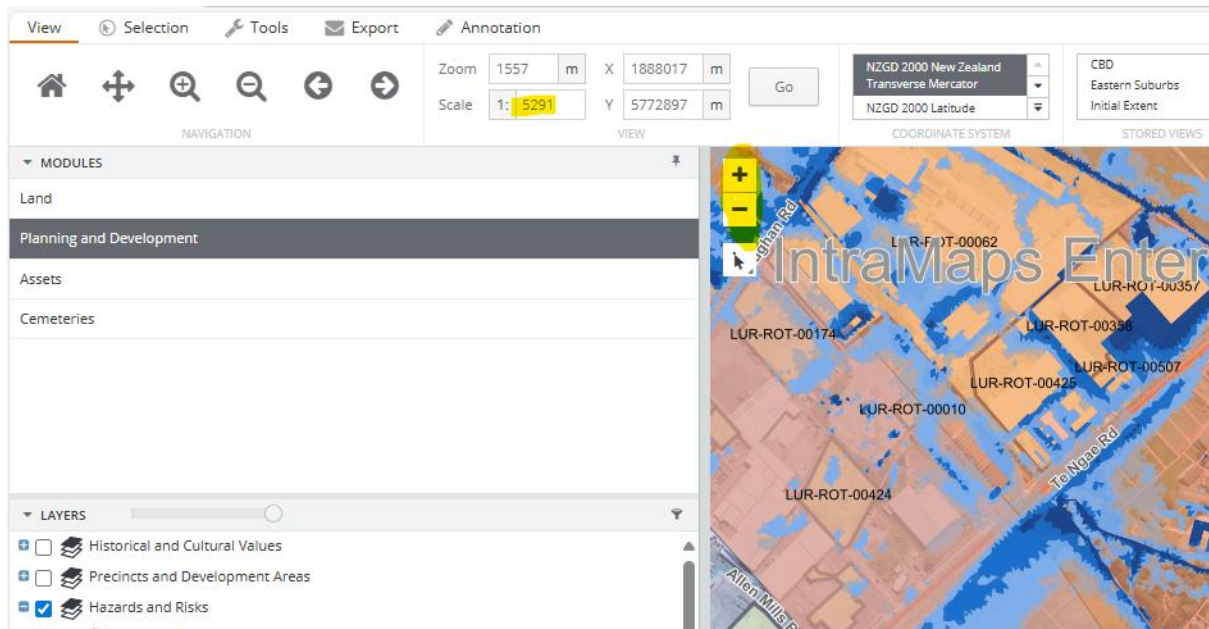 View Selection Tools Export Annotation
Zoom 1557 m X 1888017 m
Go
Scale 1: 5291 Y 5772897 m
NZGD 2000 New Zealand
Transverse Mercator
NZGD 2000 Latitude
CBD
Eastern Suburbs
Initial Extent
NAVIGATION VIEW COORDINATE SYSTEM STORED VIEWS
MODULES
Land
Planning and Development
Assets
Cemeteries
LAYERS
Historical and Cultural Values
Precincts and Development Areas
Hazards and Risks
+
−
LUR-ROT-00062
IntraMaps Enter
LUR-ROT-00357
LUR-ROT-00358
LUR-ROT-00174
LUR-ROT-00507
LUR-ROT-00425
LUR-ROT-00010
Te Ngae Rd
LUR-ROT-00424
Allen Mills